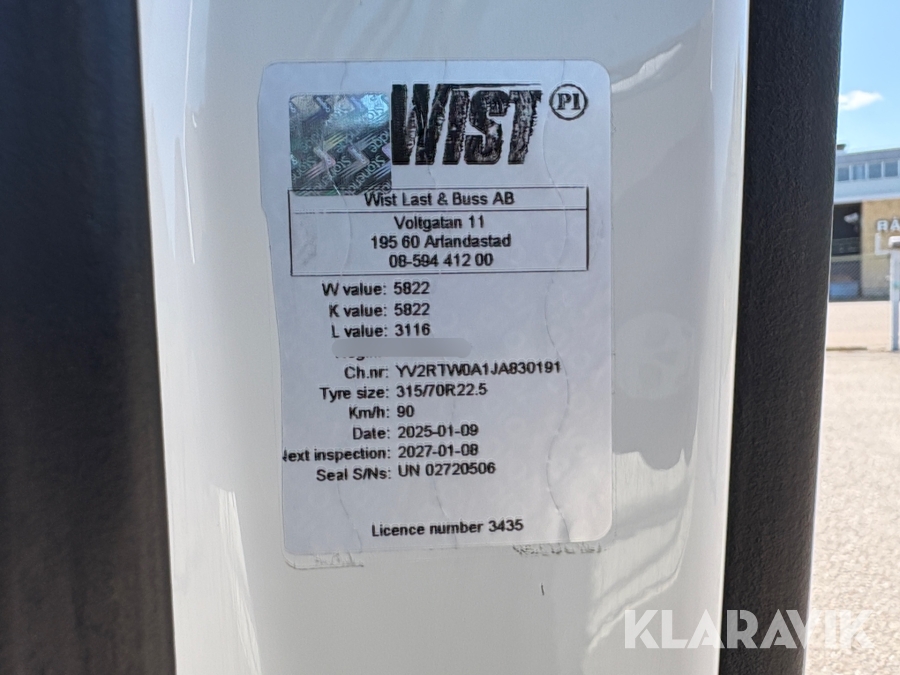 WIST PI
Wist Last & Buss AB
Voltgatan 11
195 60 Arlandastad
08-594 412 00
W value: 5822
K value: 5822
L value: 3116
Ch.nr: YV2RTW0A1JA830191
Tyre size: 315/70R22.5
Km/h: 90
Date: 2025-01-09
Next inspection: 2027-01-08
Seal S/Ns: UN 02720506
Licence number 3435
KLARAVIK